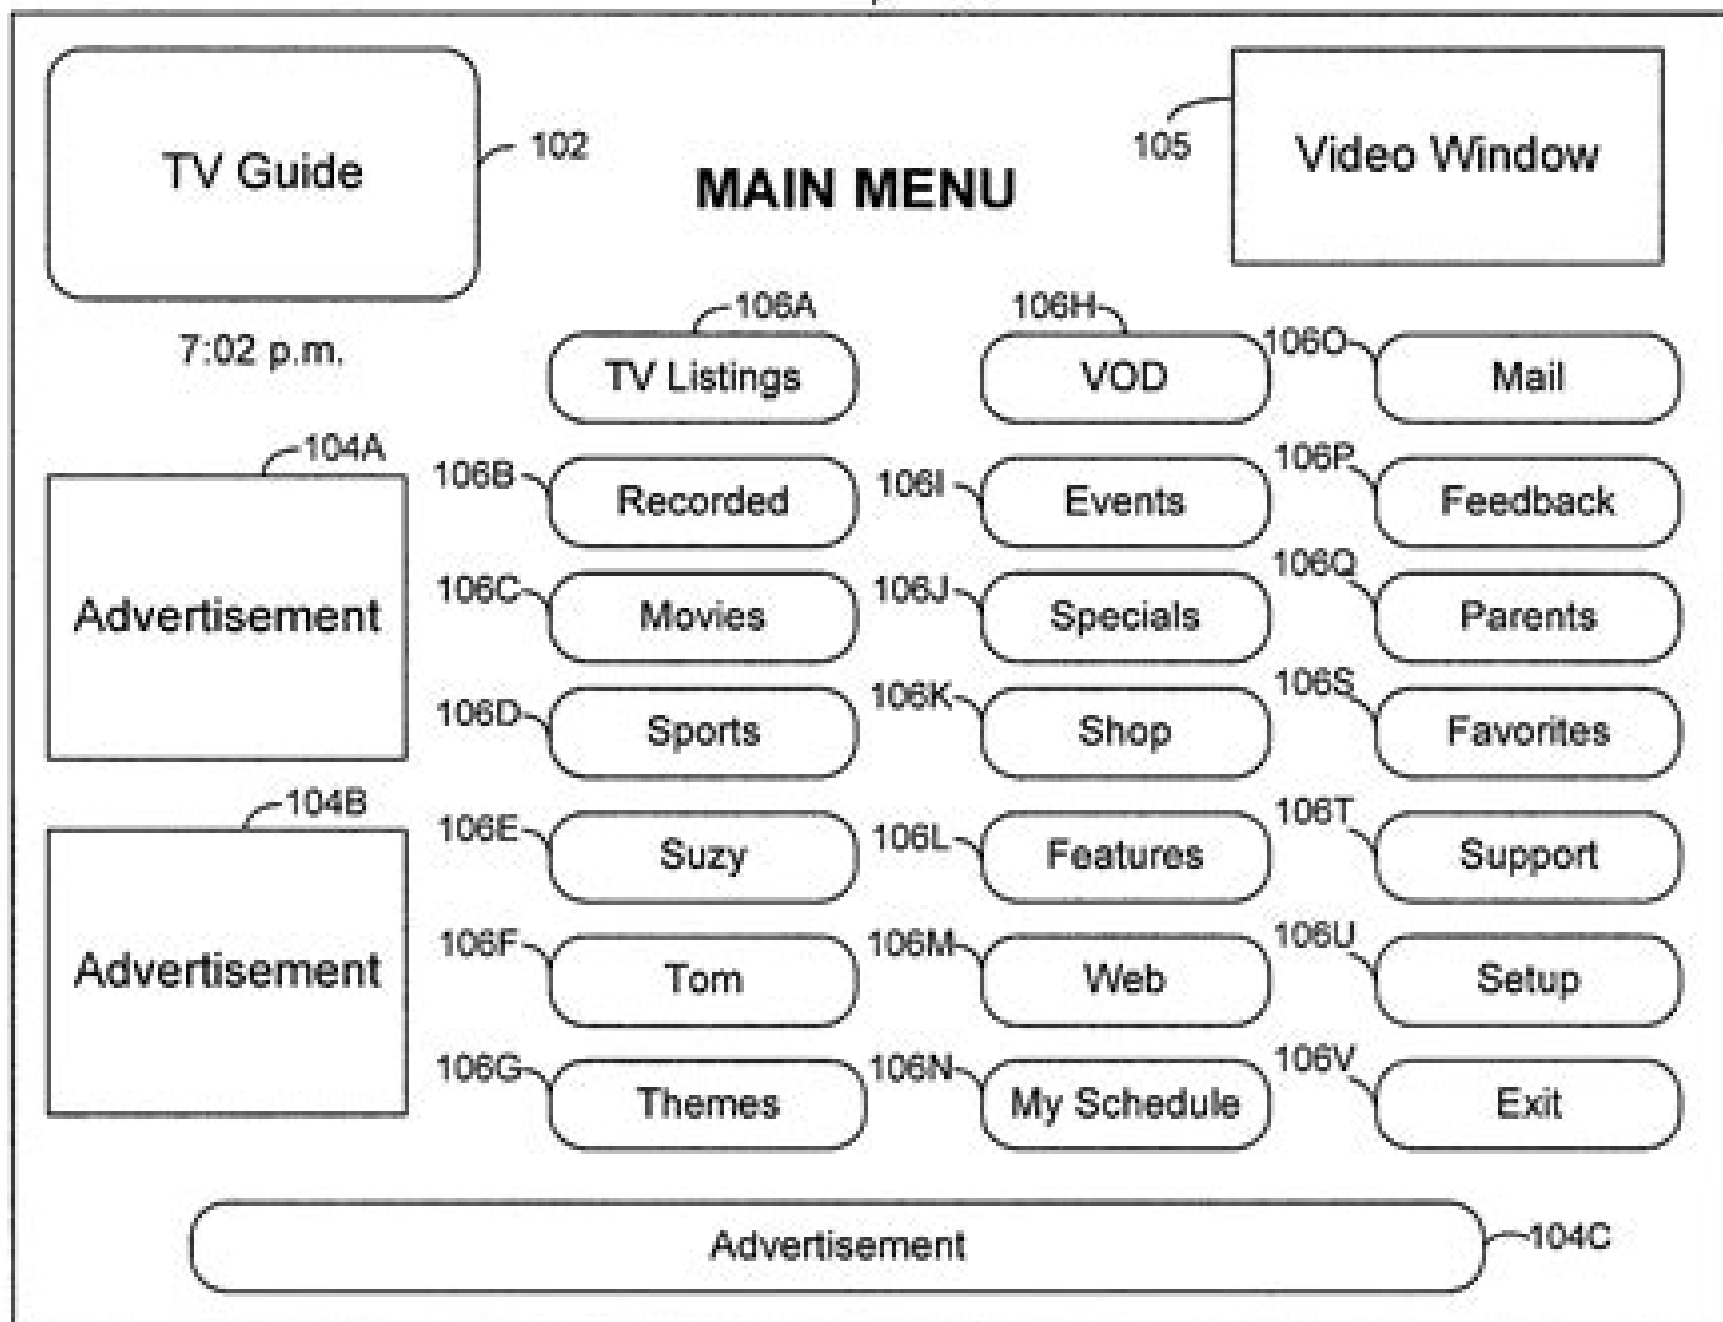 TV Guide
102
MAIN MENU
105
Video Window
7:02 p.m.
106A
TV Listings
106H
VOD
106O
Mail
104A
Advertisement
106B
Recorded
106I
Events
106P
Feedback
106C
Movies
106J
Specials
106Q
Parents
106D
Sports
106K
Shop
106S
Favorites
104B
Advertisement
106E
Suzy
106L
Features
106T
Support
106F
Tom
106M
Web
106U
Setup
106G
Themes
106N
My Schedule
106V
Exit
Advertisement
104C